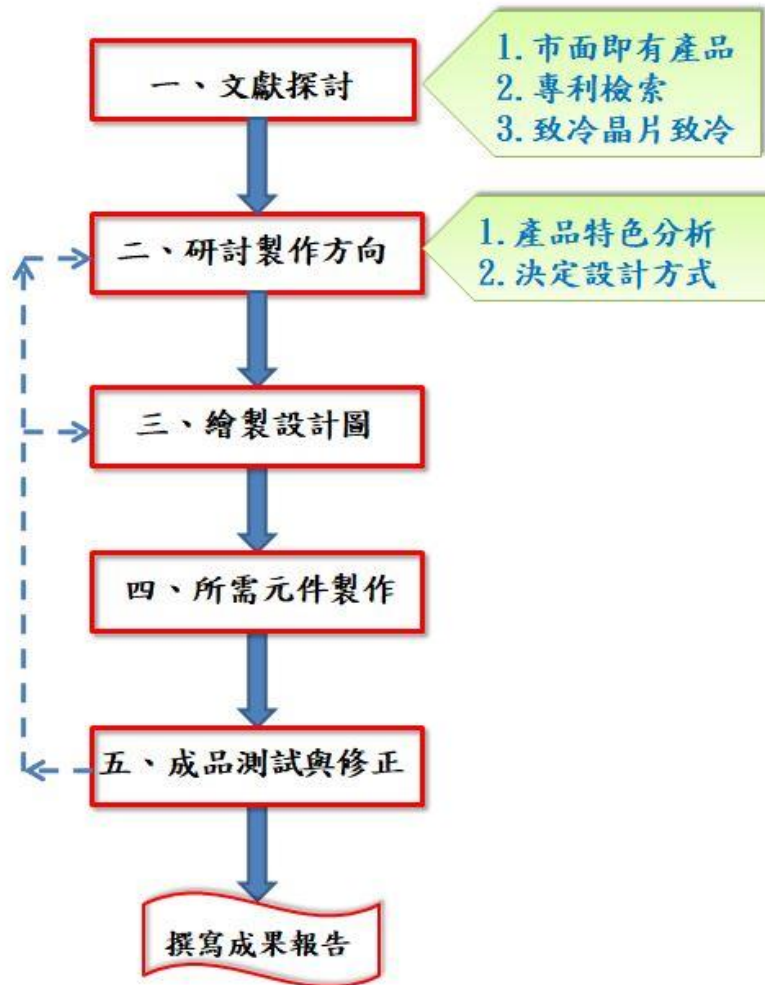 一、文獻探討
1. 市面即有產品
2. 專利檢索
3. 致冷晶片致冷
二、研討製作方向
1. 產品特色分析
2. 決定設計方式
三、繪製設計圖
四、所需元件製作
五、成品測試與修正
撰寫成果報告